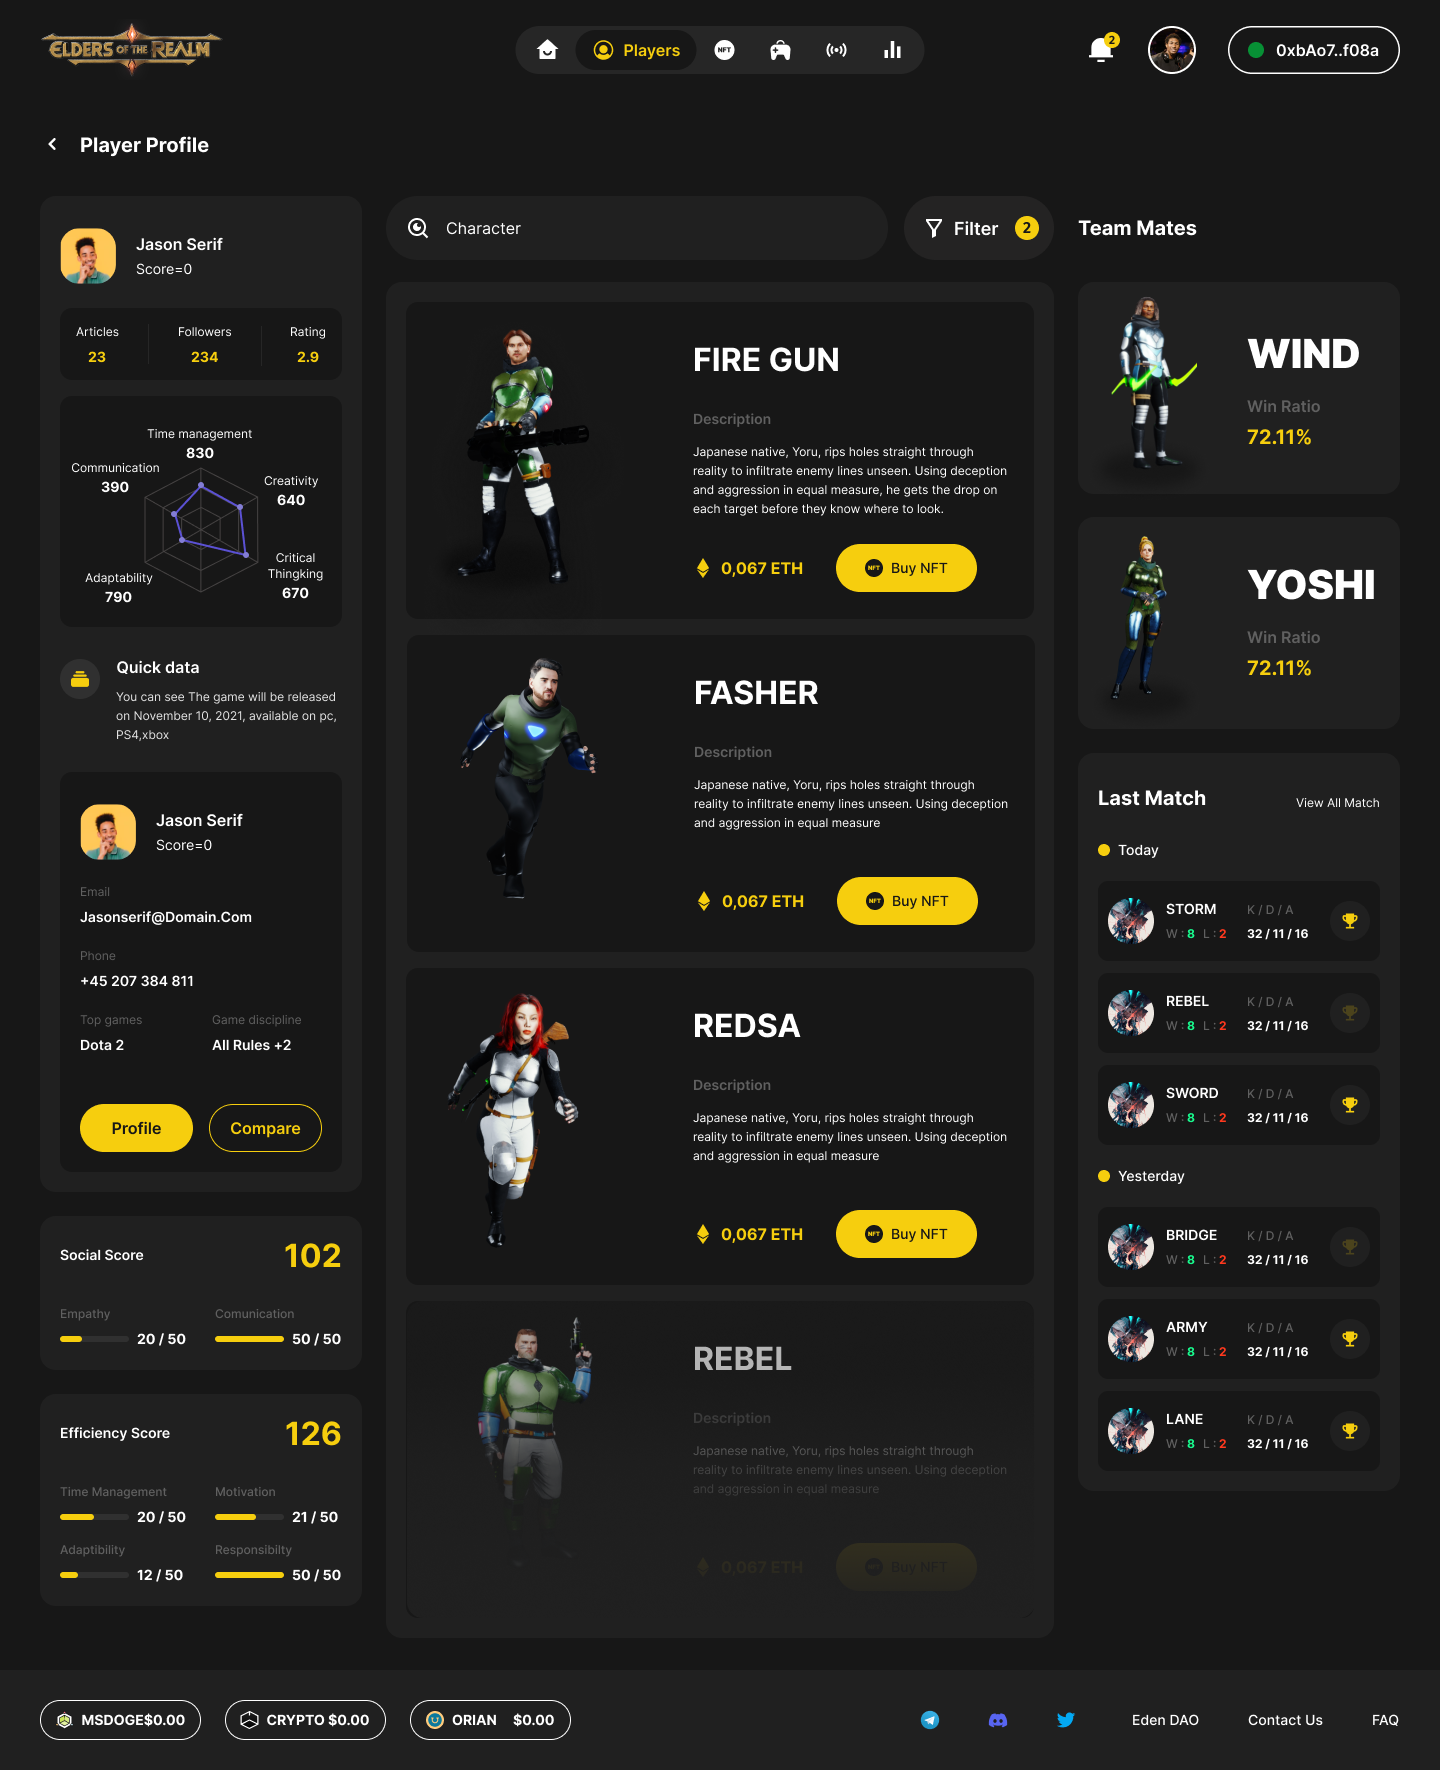 ELDERS OF THE REALM
Players
NFT
2
0xbAo7..f08a
Player Profile
Jason Serif
Score=0
Articles
23
Followers
234
Rating
2.9
Time management
830
Communication
390
Creativity
640
Critical
Thingking
670
Adaptability
790
Quick data
You can see The game will be released
on November 10, 2021, available on pc,
PS4,xbox
Jason Serif
Score=0
Email
Jasonserif@Domain.Com
Phone
+45 207 384 811
Top games
Dota 2
Game discipline
All Rules +2
Profile
Compare
Social Score
102
Empathy
20 / 50
Comunication
50 / 50
Efficiency Score
126
Time Management
20 / 50
Motivation
21 / 50
Adaptibility
12 / 50
Responsibilty
50 / 50
Character
Filter
2
FIRE GUN
Description
Japanese native, Yoru, rips holes straight through
reality to infiltrate enemy lines unseen. Using deception
and aggression in equal measure, he gets the drop on
each target before they know where to look.
0,067 ETH
NFT
Buy NFT
FASHER
Description
Japanese native, Yoru, rips holes straight through
reality to infiltrate enemy lines unseen. Using deception
and aggression in equal measure
0,067 ETH
NFT
Buy NFT
REDSA
Description
Japanese native, Yoru, rips holes straight through
reality to infiltrate enemy lines unseen. Using deception
and aggression in equal measure
0,067 ETH
NFT
Buy NFT
REBEL
Description
Japanese native, Yoru, rips holes straight through
reality to infiltrate enemy lines unseen. Using deception
and aggression in equal measure
0,067 ETH
NFT
Buy NFT
Team Mates
WIND
Win Ratio
72.11%
YOSHI
Win Ratio
72.11%
Last Match
View All Match
Today
STORM
K / D / A
W : 8 L : 2
32 / 11 / 16
REBEL
K / D / A
W : 8 L : 2
32 / 11 / 16
SWORD
K / D / A
W : 8 L : 2
32 / 11 / 16
Yesterday
BRIDGE
K / D / A
W : 8 L : 2
32 / 11 / 16
ARMY
K / D / A
W : 8 L : 2
32 / 11 / 16
LANE
K / D / A
W : 8 L : 2
32 / 11 / 16
MSDOGE$0.00
CRYPTO $0.00
ORIAN $0.00
Eden DAO
Contact Us
FAQ